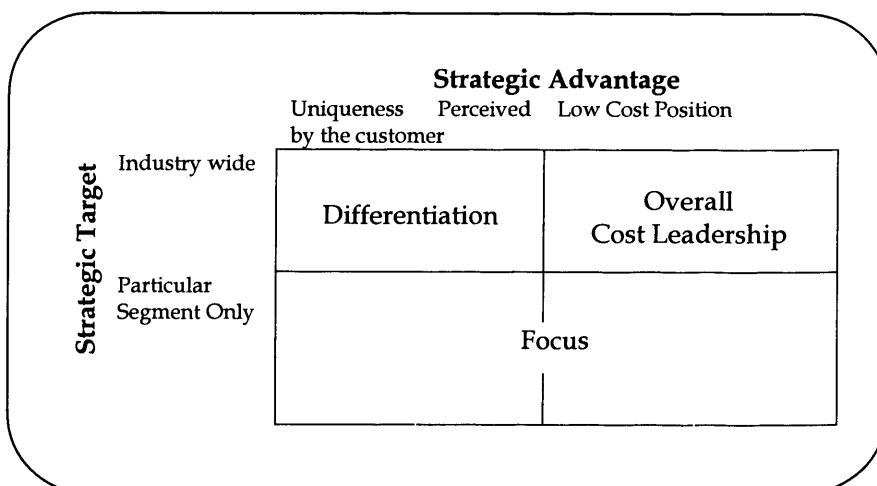 Strategic Advantage
Uniqueness Perceived Low Cost Position
by the customer
Strategic Target
Industry wide
Differentiation
Overall
Cost Leadership
Particular
Segment Only
Focus